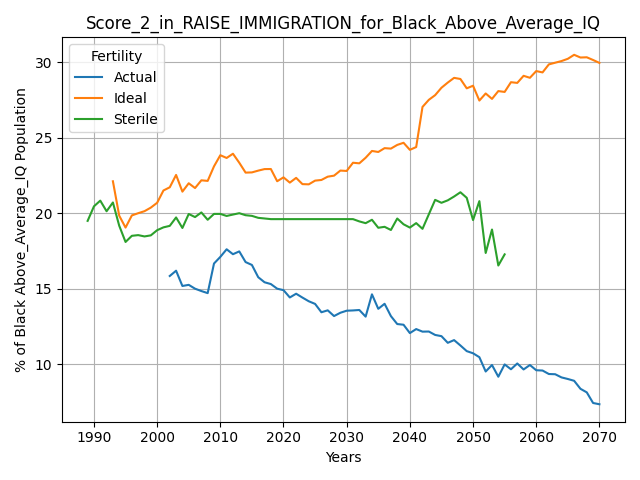 Score_2_in_RAISE_IMMIGRATION_for_Black_Above_Average_IQ
Fertility
Actual
Ideal
Sterile
% of Black Above_Average_IQ Population
30
25
20
15
10
1990 2000 2010 2020 2030 2040 2050 2060 2070
Years